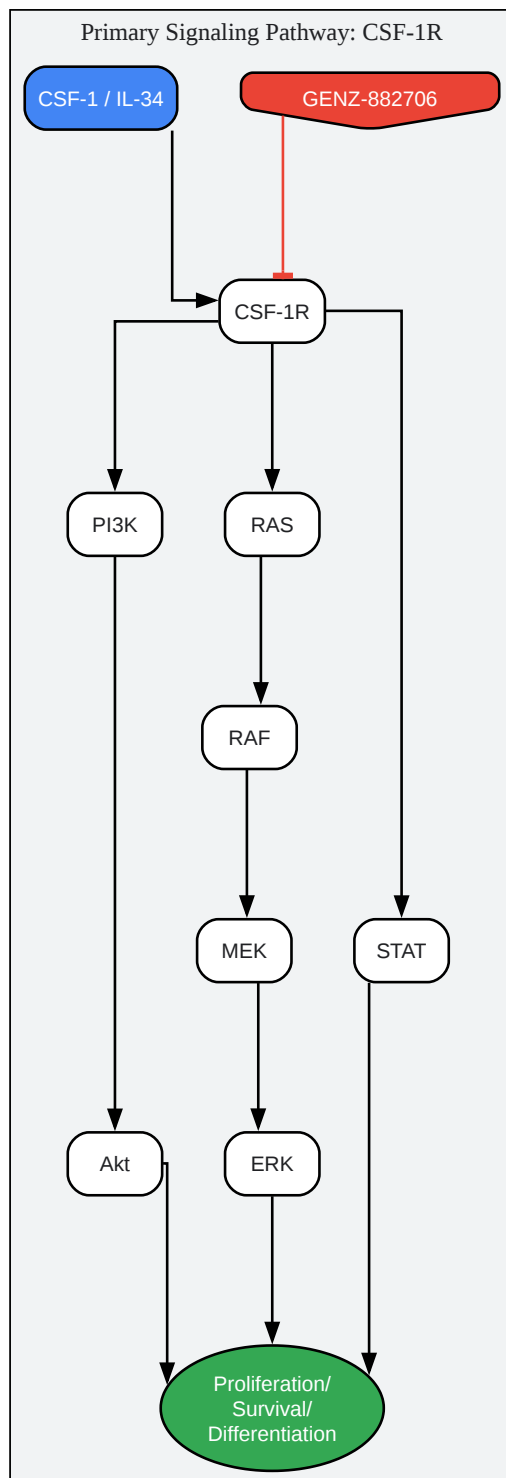 Primary Signaling Pathway: CSF-1R
CSF-1 / IL-34
GENZ-882706
CSF-1R
PI3K
RAS
RAF
MEK
STAT
Akt
ERK
Proliferation/
Survival/
Differentiation